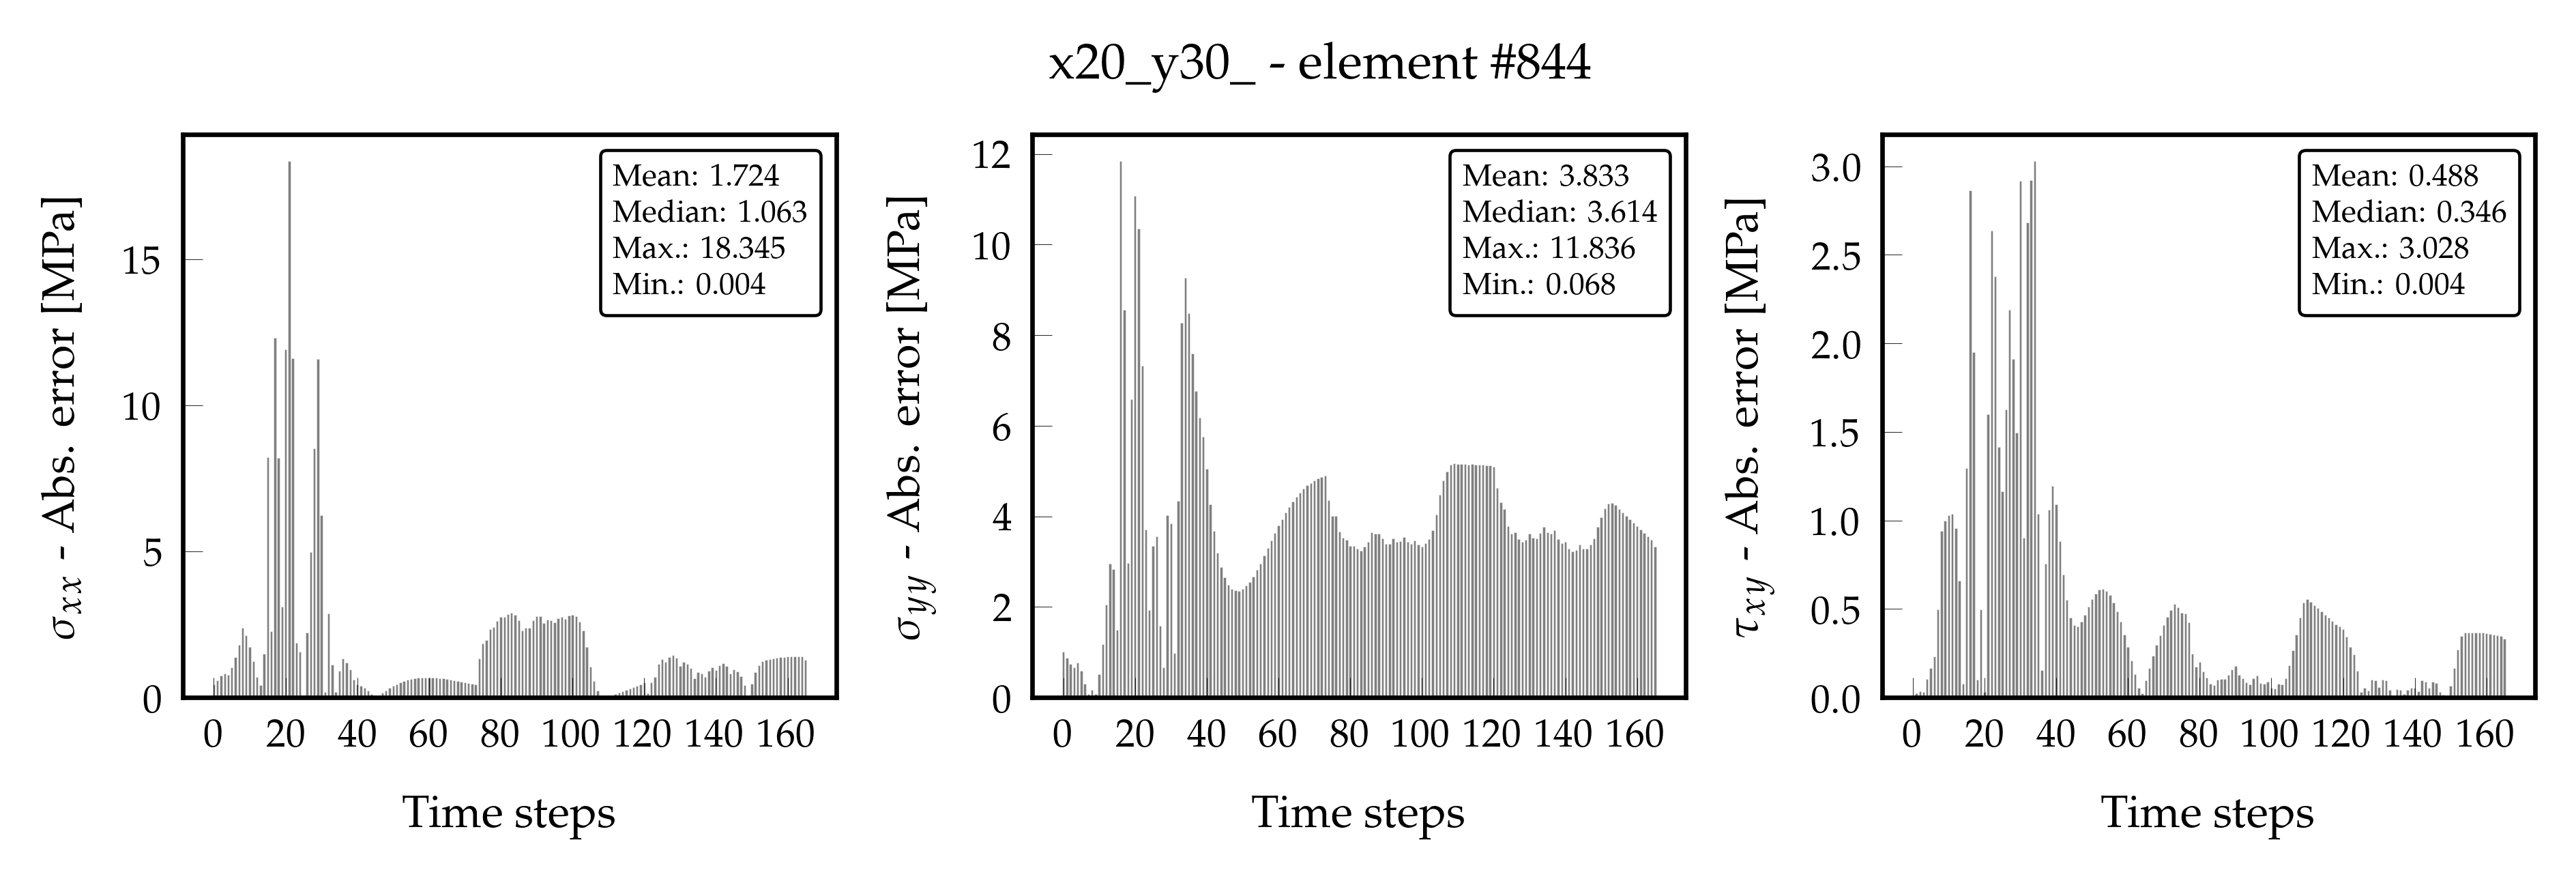 x20_y30_ - element #844
σxx - Abs. error [MPa]
15
10
5
0
0 20 40 60 80 100 120 140 160
Time steps
Mean: 1.724
Median: 1.063
Max.: 18.345
Min.: 0.004
σyy - Abs. error [MPa]
12
10
8
6
4
2
0
0 20 40 60 80 100 120 140 160
Time steps
Mean: 3.833
Median: 3.614
Max.: 11.836
Min.: 0.068
τxy - Abs. error [MPa]
3.0
2.5
2.0
1.5
1.0
0.5
0.0
0 20 40 60 80 100 120 140 160
Time steps
Mean: 0.488
Median: 0.346
Max.: 3.028
Min.: 0.004